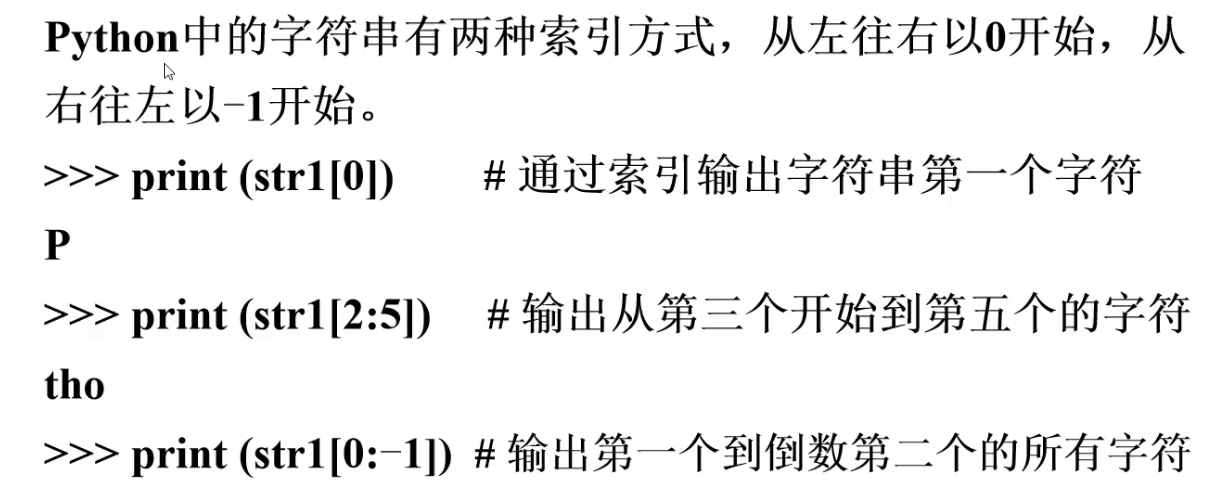 Python中的字符串有两种索引方式，从左往右以0开始，从
右往左以-1开始。
>>> print (str1[0]) # 通过索引输出字符串第一个字符
P
>>> print (str1[2:5]) # 输出从第三个开始到第五个的字符
tho
>>> print (str1[0:-1]) # 输出第一个到倒数第二个的所有字符